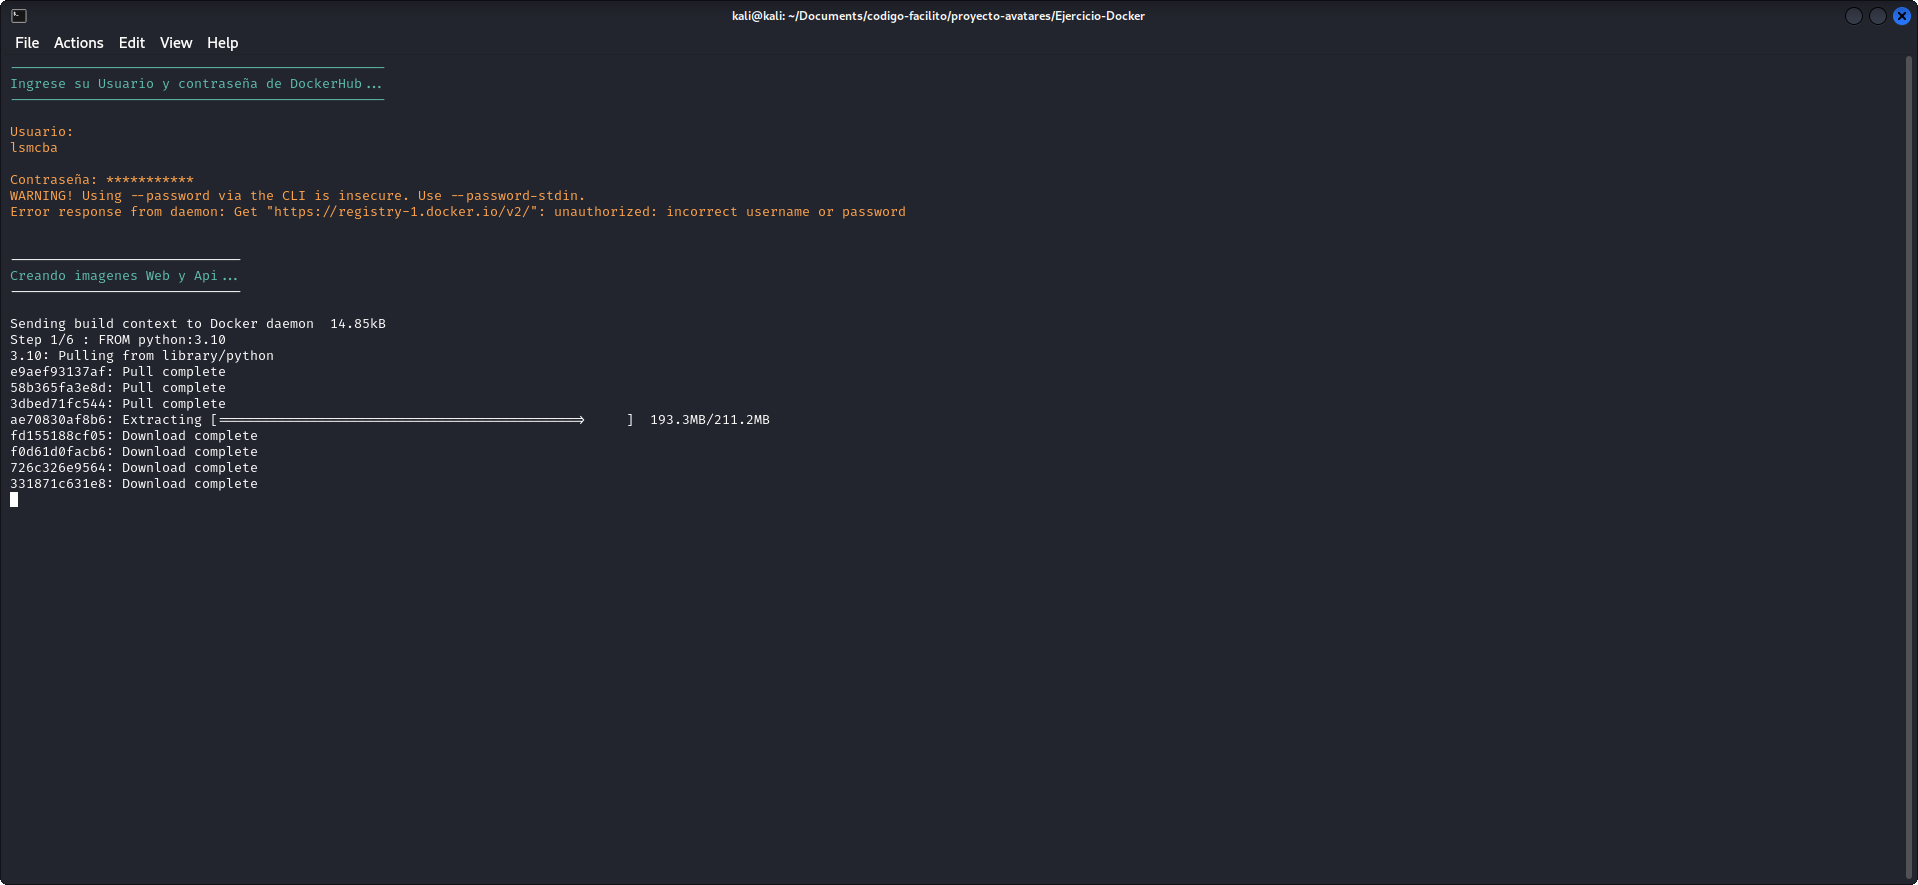 kali@kali: ~/Documents/codigo-facilito/proyecto-avatares/Ejercicio-Docker
File Actions Edit View Help
Ingrese su Usuario y contraseña de DockerHub...
Usuario:
lsmcba
Contraseña: ***********
WARNING! Using --password via the CLI is insecure. Use --password-stdin.
Error response from daemon: Get "https://registry-1.docker.io/v2/": unauthorized: incorrect username or password
Creando imagenes Web y Api...
Sending build context to Docker daemon  14.85kB
Step 1/6 : FROM python:3.10
3.10: Pulling from library/python
e9aef93137af: Pull complete
58b365fa3e8d: Pull complete
3dbed71fc544: Pull complete
ae70830af8b6: Extracting [=============================================>     ]  193.3MB/211.2MB
fd155188cf05: Download complete
f0d61d0facb6: Download complete
726c326e9564: Download complete
331871c631e8: Download complete